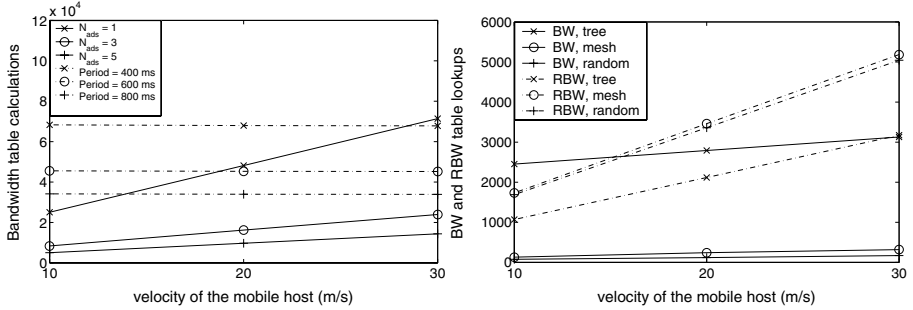 x 10^4
12
10
8
6
4
2
0
10
20
30
Bandwidth table calculations
velocity of the mobile host (m/s)
N_ads = 1
N_ads = 3
N_ads = 5
Period = 400 ms
Period = 600 ms
Period = 800 ms
6000
5000
4000
3000
2000
1000
0
10
20
30
BW and RBW table lookups
velocity of the mobile host (m/s)
BW, tree
BW, mesh
BW, random
RBW, tree
RBW, mesh
RBW, random